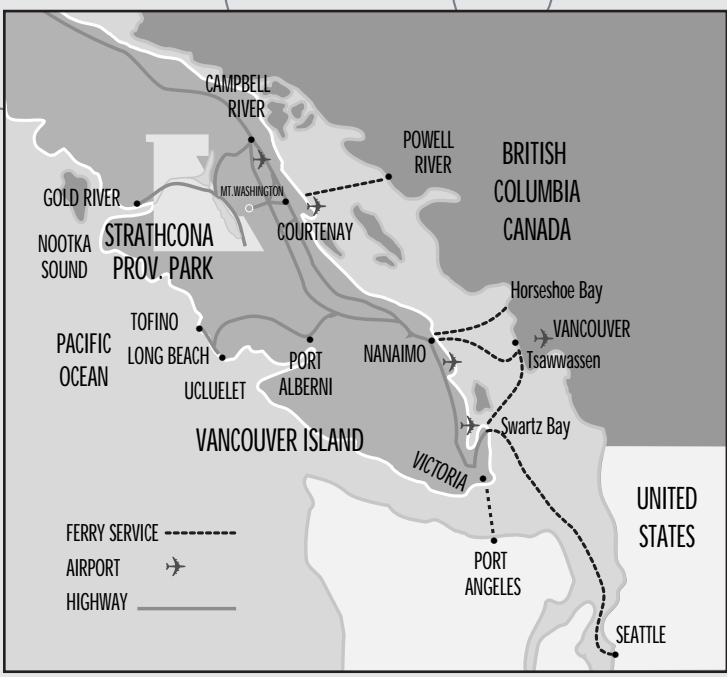 CAMPBELL
RIVER
POWELL
RIVER
BRITISH
COLUMBIA
CANADA
MT.WASHINGTON
GOLD RIVER
COURTENAY
NOOTKA
SOUND
STRATHCONA
PROV. PARK
Horseshoe Bay
TOFINO
VANCOUVER
PACIFIC
OCEAN
LONG BEACH
PORT
ALBERNI
NANAIMO
Tsawwassen
UCLUELET
Swartz Bay
VANCOUVER ISLAND
VICTORIA
UNITED
STATES
FERRY SERVICE
AIRPORT
HIGHWAY
PORT
ANGELES
SEATTLE